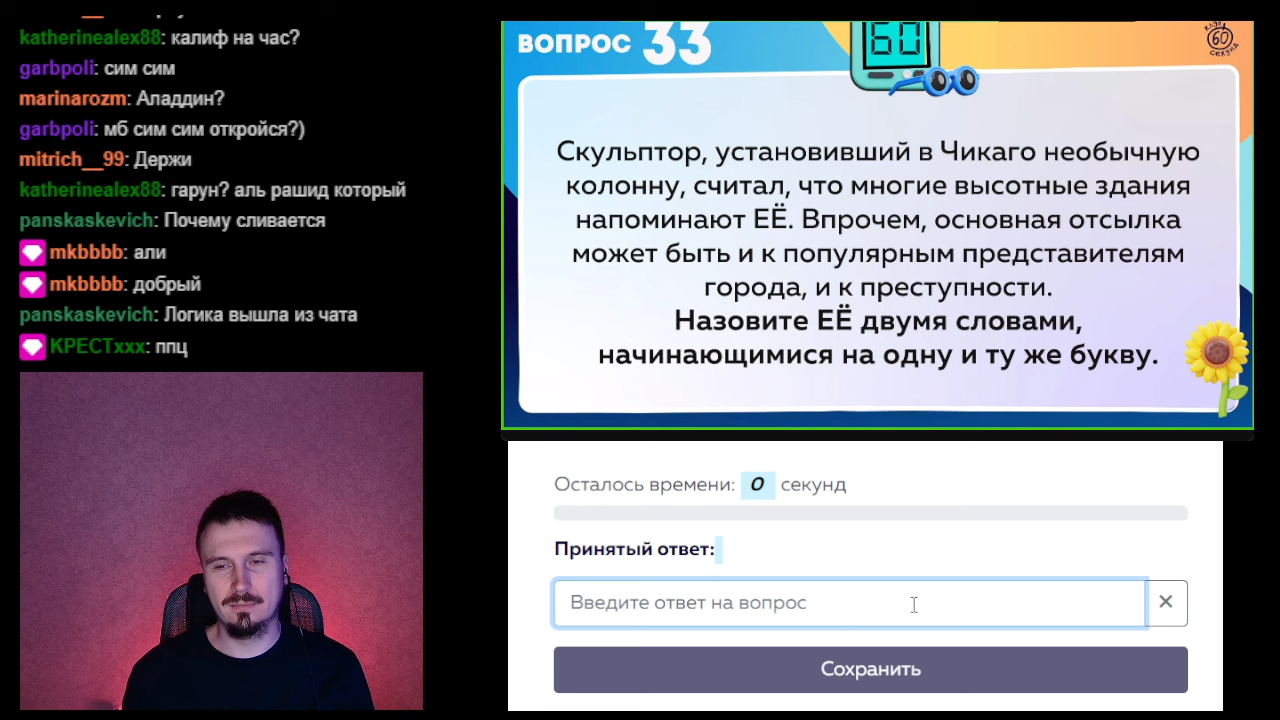 katherinealex88: калиф на час?
garbpoli: сим сим
marinarozm: Аладдин?
garbpoli: мб сим сим откройся?)
mitrich__99: Держи
katherinealex88: гарун? аль рашид который
panskaskevich: Почему сливается
mkbbbb: али
mkbbbb: добрый
panskaskevich: Логика вышла из чата
КРЕСТxxx: ппц
ВОПРОС 33
60
КЛУБ
60
СЕКУНД
Скульптор, установивший в Чикаго необычную
колонну, считал, что многие высотные здания
напоминают ЕЁ. Впрочем, основная отсылка
может быть и к популярным представителям
города, и к преступности.
Назовите ЕЁ двумя словами,
начинающимися на одну и ту же букву.
Осталось времени: 0 секунд
Принятый ответ:
Введите ответ на вопрос
Сохранить